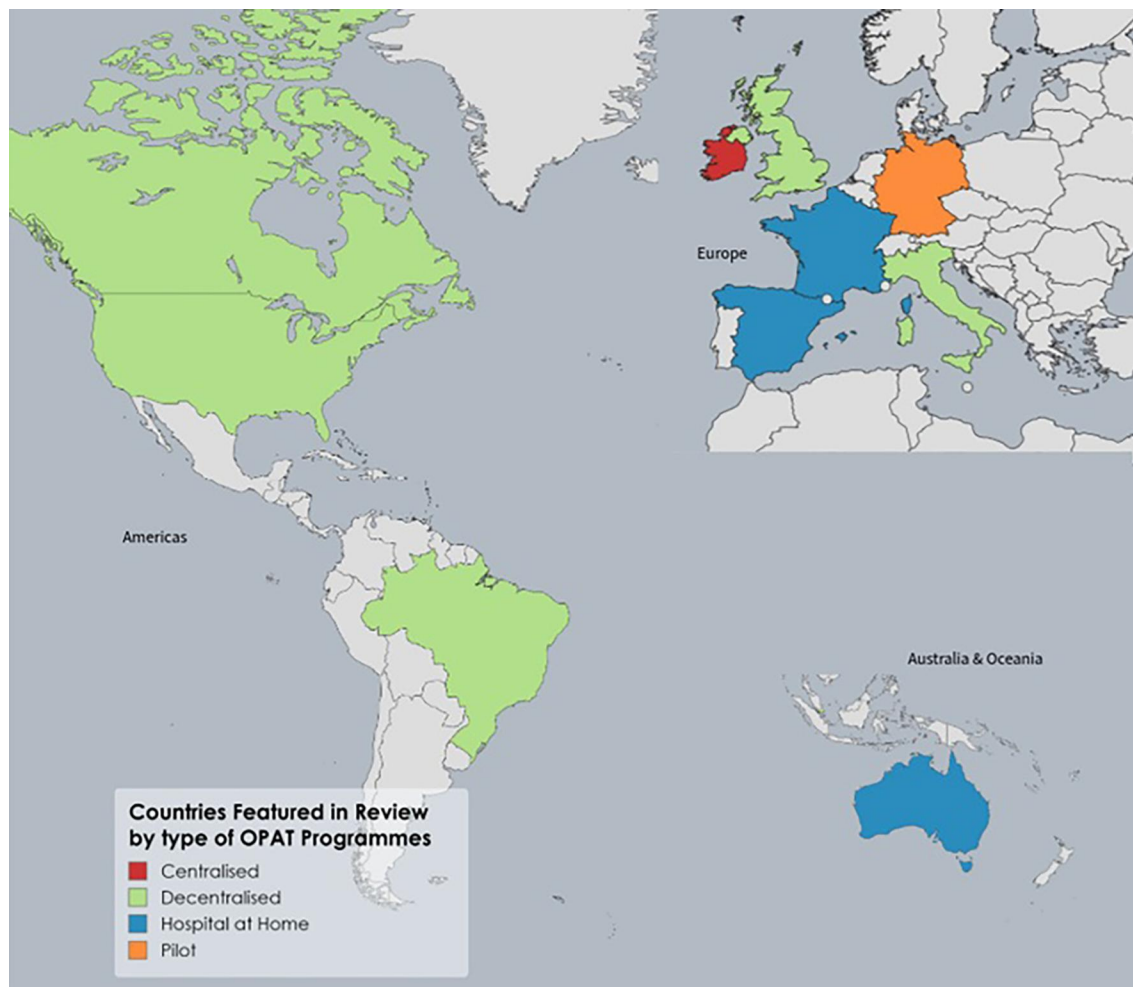 Europe
Americas
Australia & Oceania
Countries Featured in Review
by type of OPAT Programmes
Centralised
Decentralised
Hospital at Home
Pilot